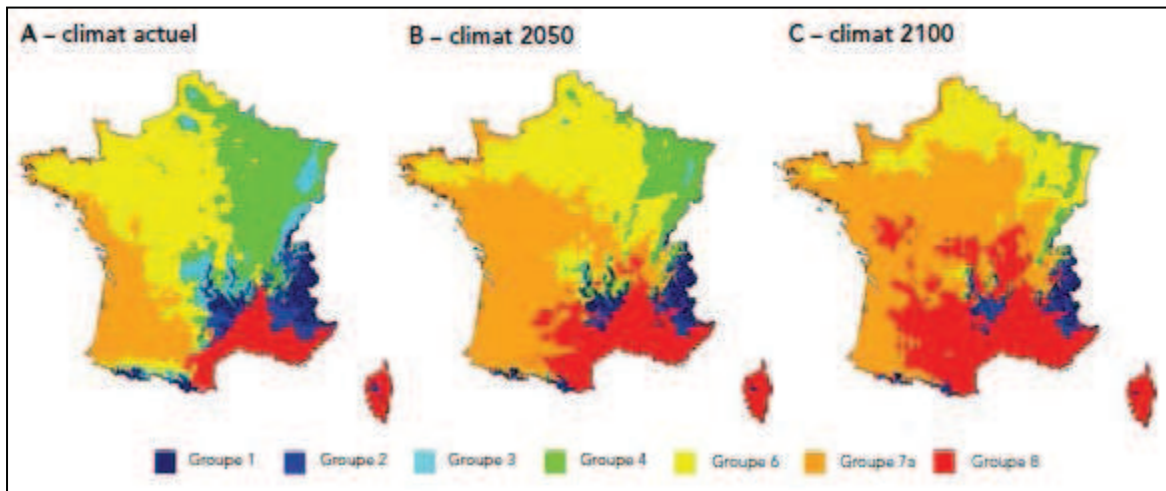 A – climat actuel
B – climat 2050
C – climat 2100
Groupe 1 Groupe 2 Groupe 3 Groupe 4 Groupe 6 Groupe 7a Groupe 8